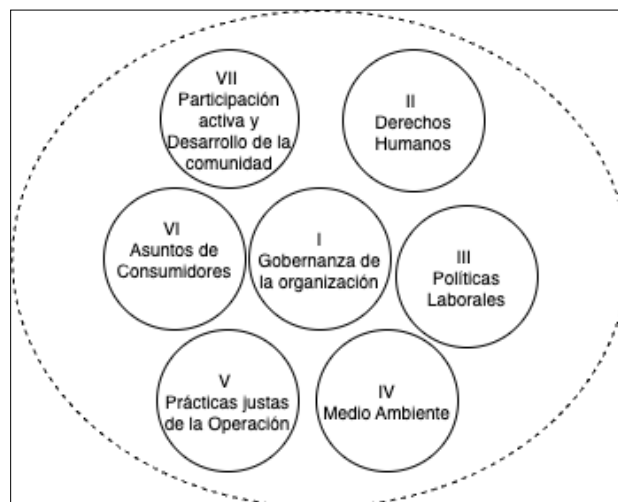 VII
Participación
activa y
Desarrollo de la
comunidad
II
Derechos
Humanos
VI
Asuntos de
Consumidores
I
Gobernanza de
la organización
III
Políticas
Laborales
V
Prácticas justas
de la Operación
IV
Medio Ambiente